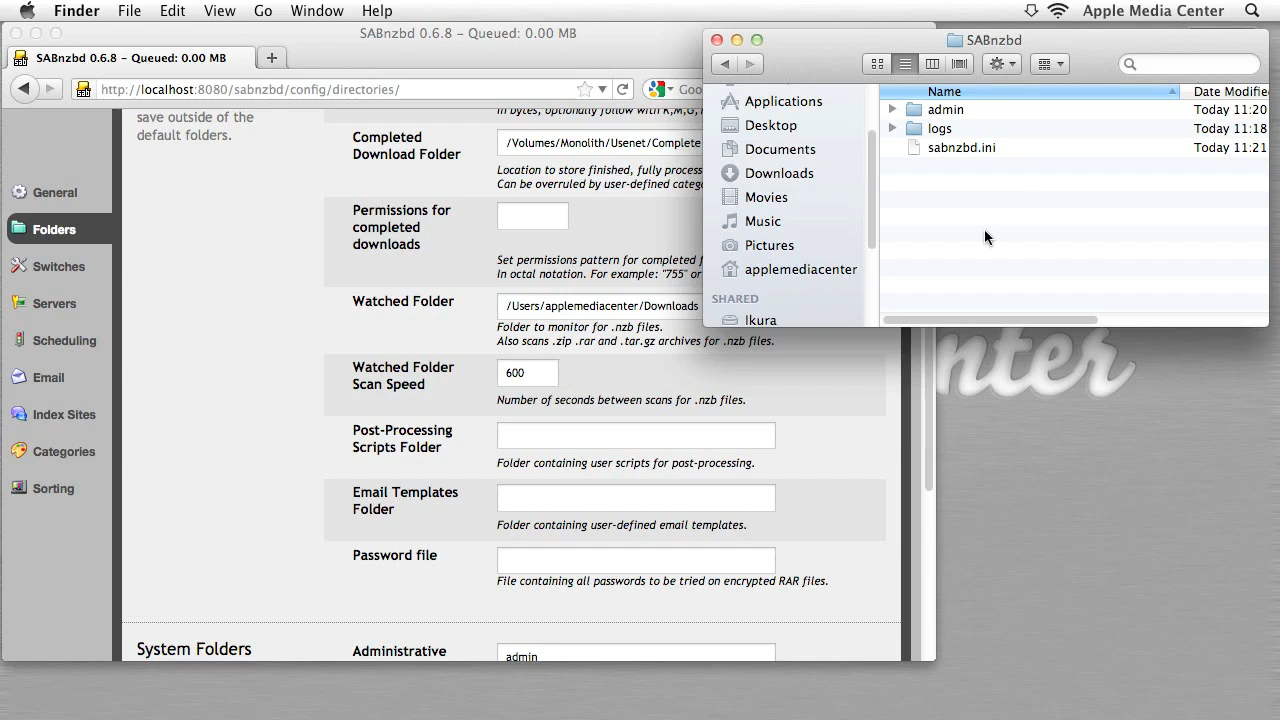 Finder File Edit View Go Window Help Apple Media Center
SABnzbd 0.6.8 – Queued: 0.00 MB
SABnzbd 0.6.8 – Queued: 0.00 MB
http://localhost:8080/sabnzbd/config/directories/
Goo
save outside of the
default folders.
General
Folders
Switches
Servers
Scheduling
Email
Index Sites
Categories
Sorting
In bytes, optionally follow with K,M,G,
Completed
Download Folder
/Volumes/Monolith/Usenet/Complete
Location to store finished, fully process
Can be overruled by user-defined categ
Permissions for
completed
downloads
Set permissions pattern for completed f
In octal notation. For example: "755" or
Watched Folder
/Users/applemediacenter/Downloads
Folder to monitor for .nzb files.
Also scans .zip .rar and .tar.gz archives for .nzb files.
Watched Folder
Scan Speed
600
Number of seconds between scans for .nzb files.
Post-Processing
Scripts Folder
Folder containing user scripts for post-processing.
Email Templates
Folder
Folder containing user-defined email templates.
Password file
File containing all passwords to be tried on encrypted RAR files.
System Folders
Administrative
admin
SABnzbd
Applications
Desktop
Documents
Downloads
Movies
Music
Pictures
applemediacenter
SHARED
Ikura
Name Date Modifie
admin Today 11:20
logs Today 11:18
sabnzbd.ini Today 11:21
nter